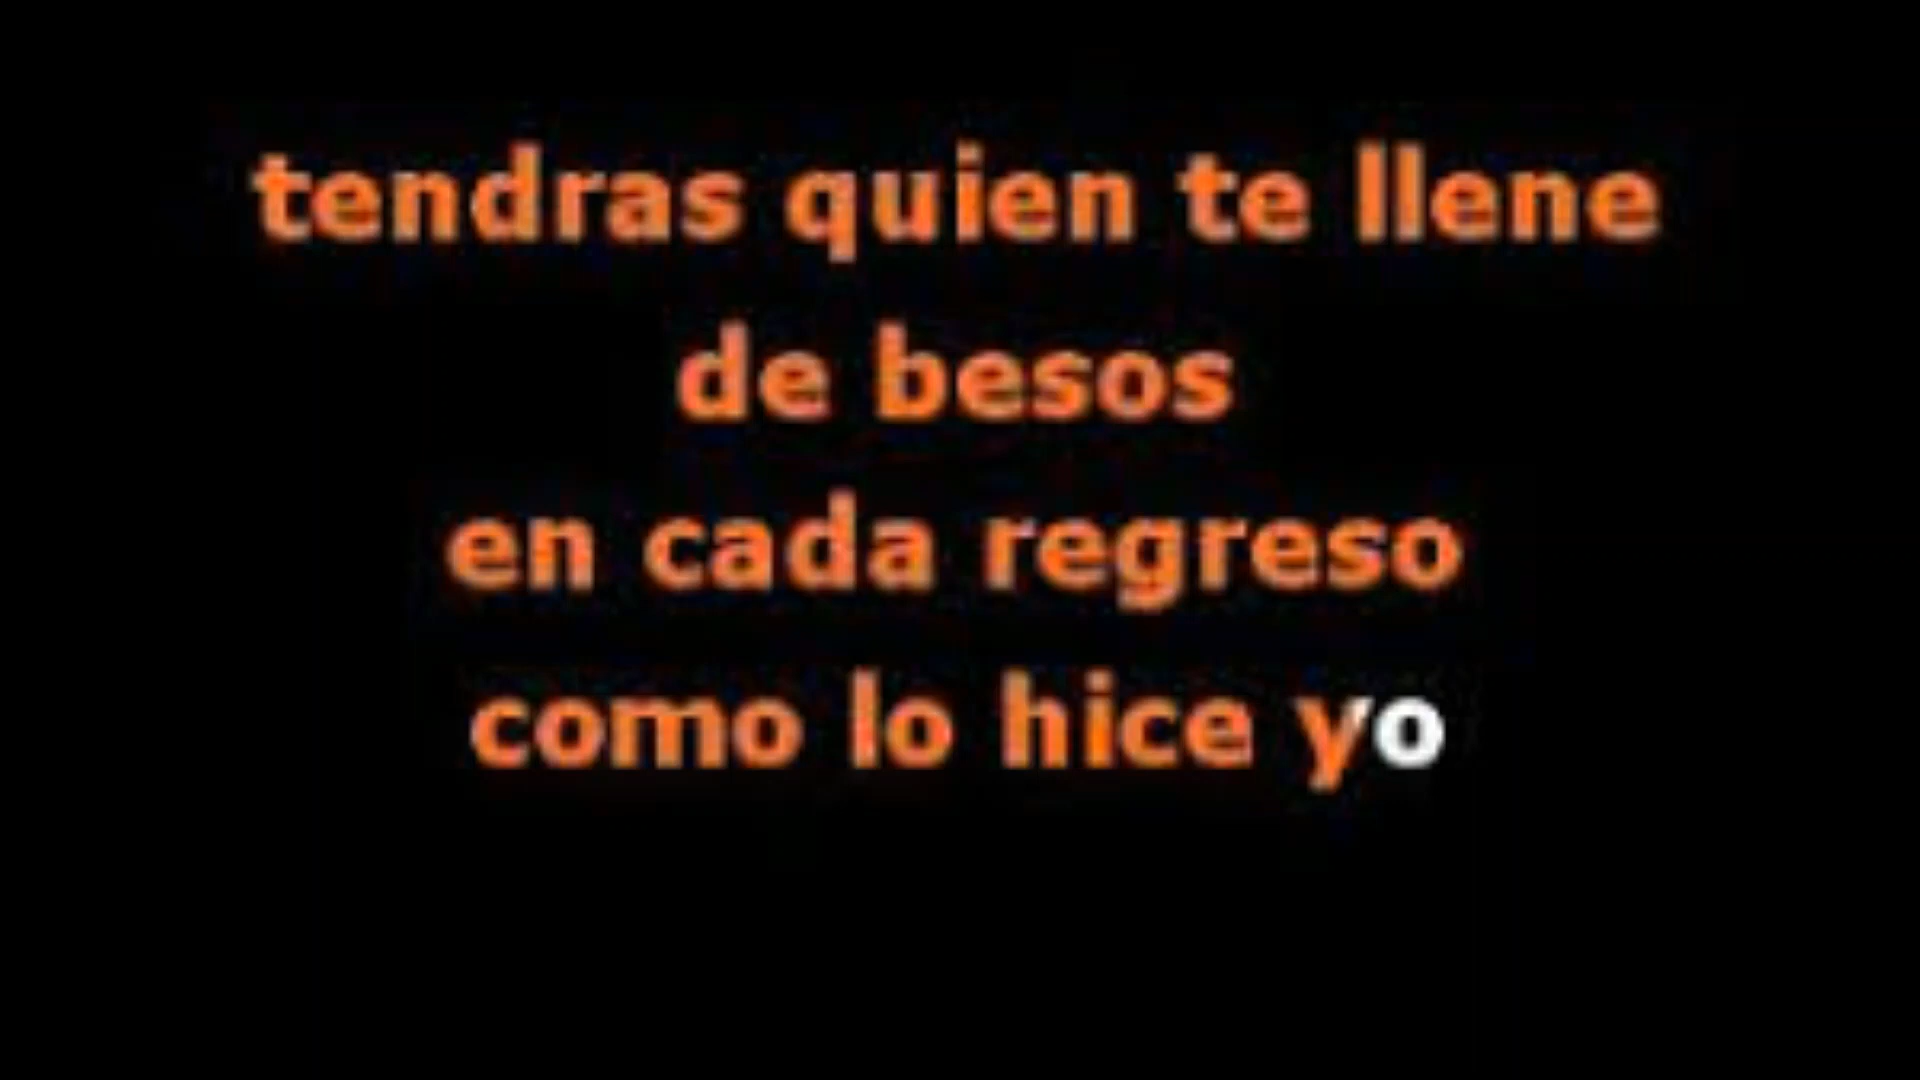 tendras quien te llene
de besos
en cada regreso
como lo hice yo